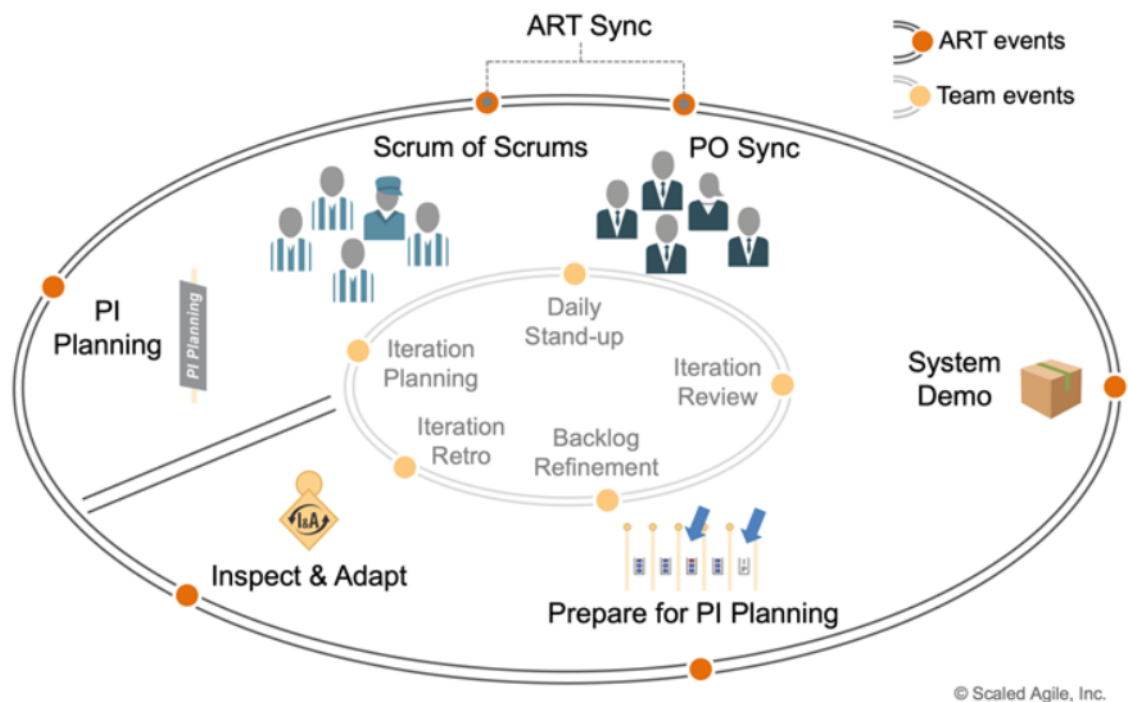 ART Sync
ART events
Team events
Scrum of Scrums
PO Sync
PI
Planning
PI Planning
Daily
Stand-up
Iteration
Planning
Iteration
Review
System
Demo
Iteration
Retro
Backlog
Refinement
I&A
Inspect & Adapt
Prepare for PI Planning
© Scaled Agile, Inc.